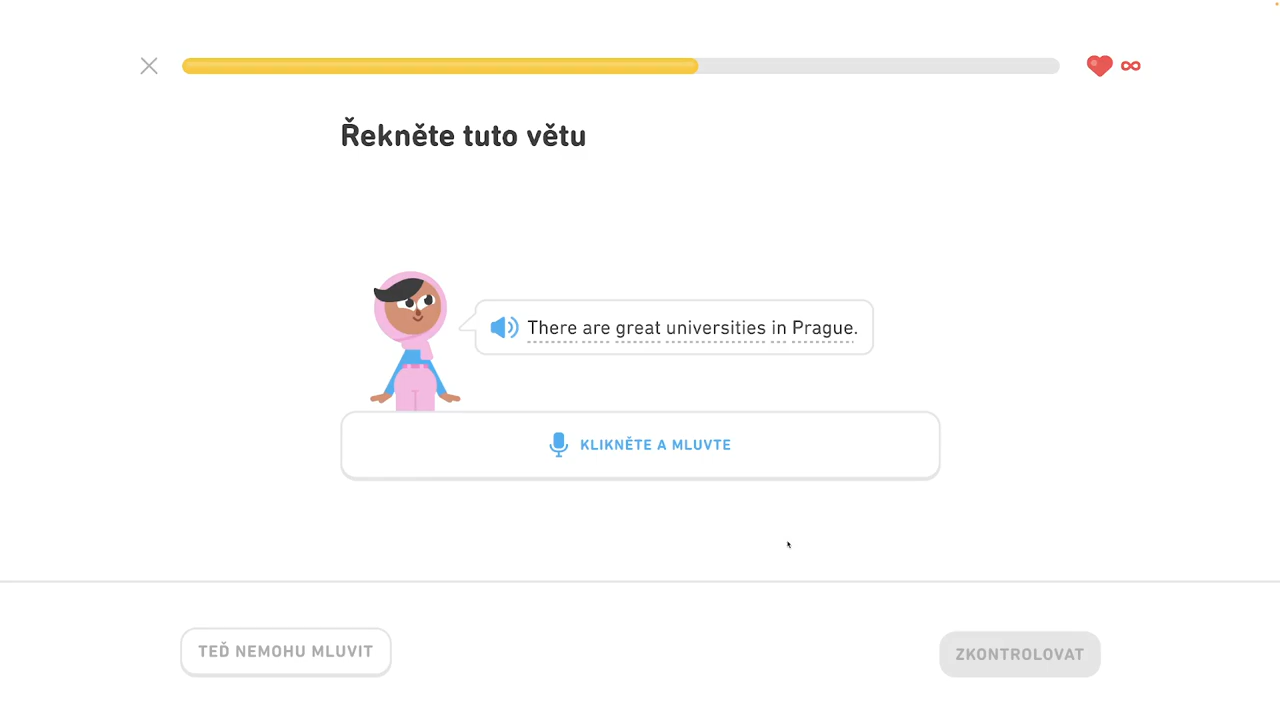 Řekněte tuto větu
There are great universities in Prague.
KLIKNĚTE A MLUVTE
TEĎ NEMOHU MLUVIT
ZKONTROLOVAT